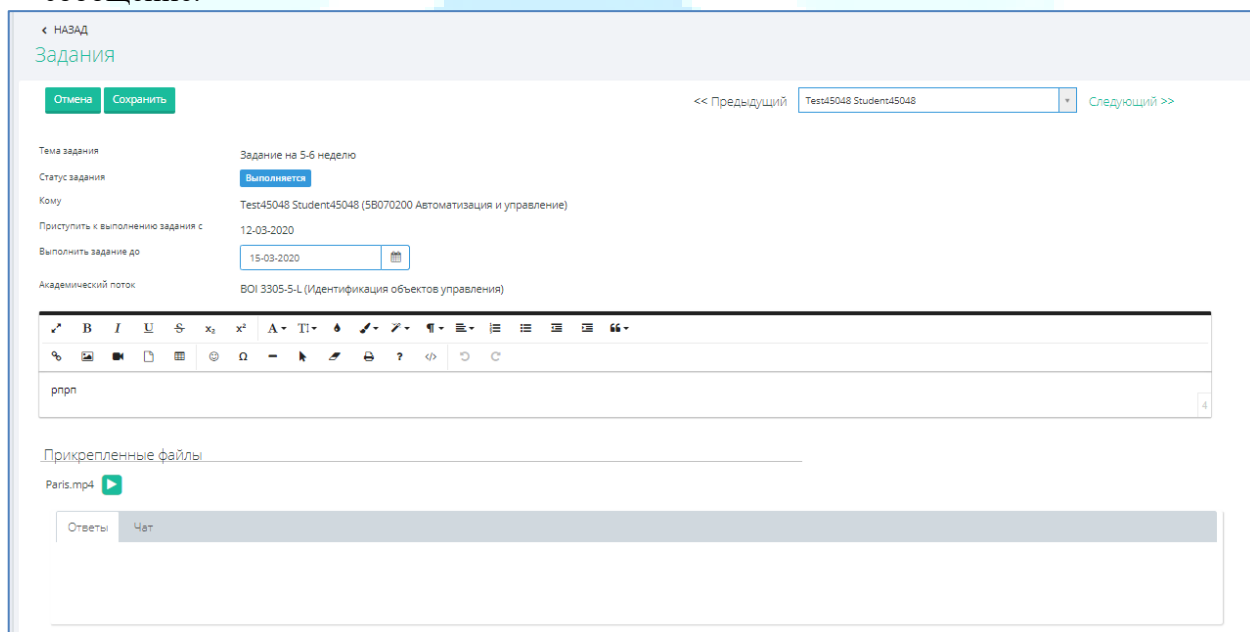 сообщение.
НАЗАД
Задания
Отмена Сохранить << Предыдущий Test45048 Student45048 Следующий >>
Тема задания Задание на 5-6 неделю
Статус задания Выполняется
Кому Test45048 Student45048 (5B070200 Автоматизация и управление)
Приступить к выполнению задания с 12-03-2020
Выполнить задание до 15-03-2020
Академический поток BOI 3305-5-L (Идентификация объектов управления)
B I U S x₂ x² A TI ¶
Ω ? </>
рпрп
4
Прикрепленные файлы
Paris.mp4
Ответы Чат